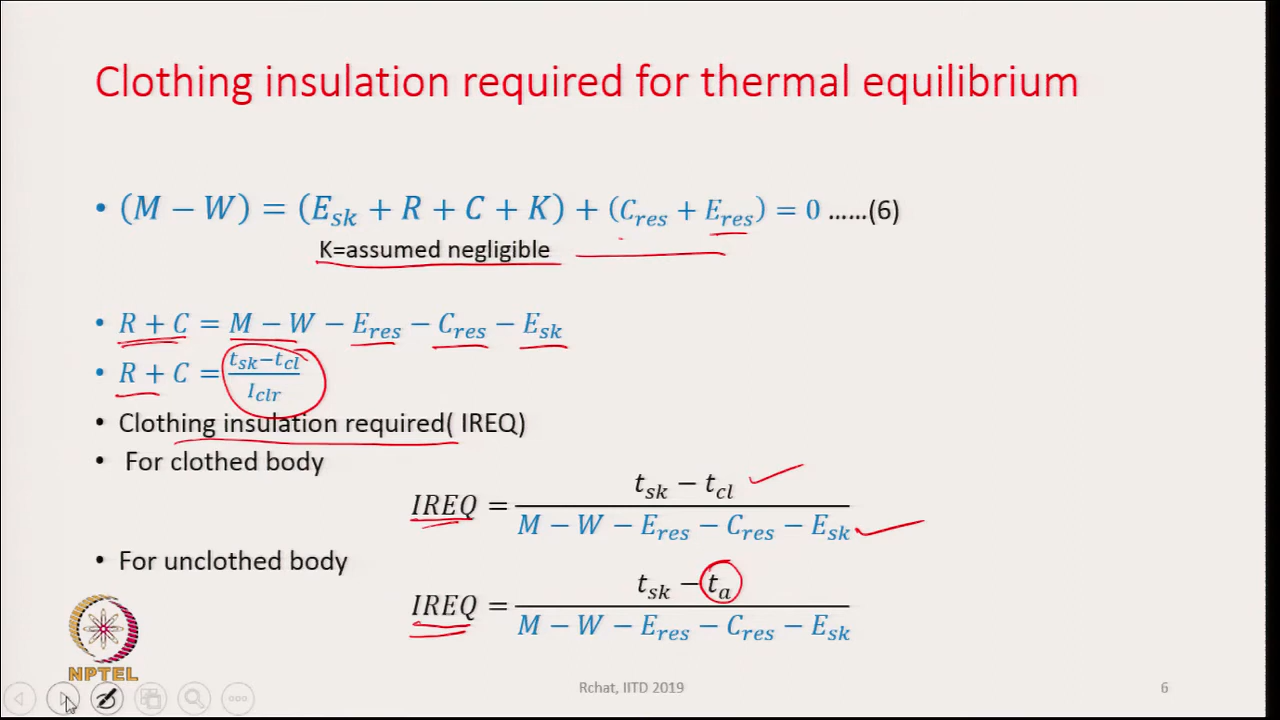 Clothing insulation required for thermal equilibrium
• (M − W) = (E_sk + R + C + K) + (C_res + E_res) = 0 ……(6)
K=assumed negligible
• R + C = M − W − E_res − C_res − E_sk
• R + C = (t_sk − t_cl) / I_clr
• Clothing insulation required( IREQ)
• For clothed body
IREQ = (t_sk − t_cl) / (M − W − E_res − C_res − E_sk)
• For unclothed body
IREQ = (t_sk − t_a) / (M − W − E_res − C_res − E_sk)
NPTEL
Rchat, IITD 2019
6